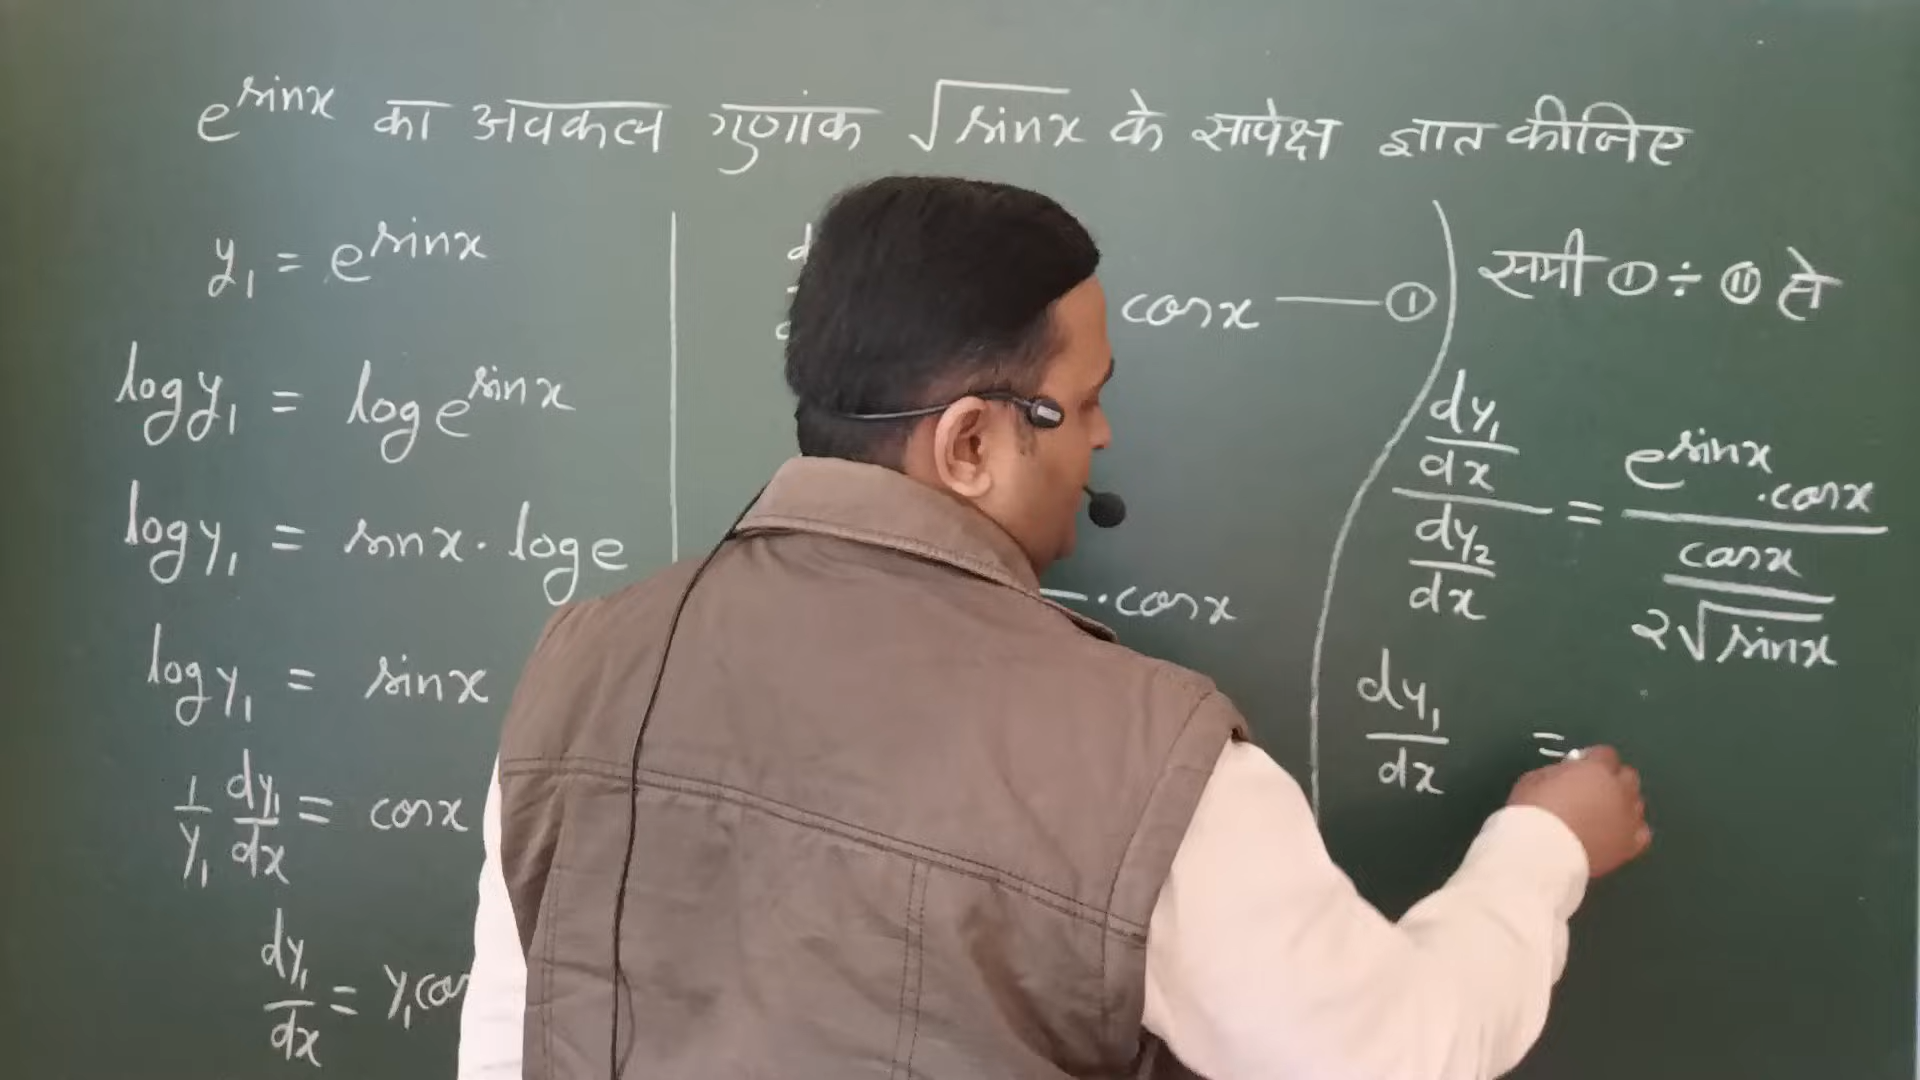 e^sinx का अवकल गुणांक √sinx के सापेक्ष ज्ञात कीजिए
y₁ = e^sinx
log y₁ = log e^sinx
log y₁ = sinx · log e
log y₁ = sinx
1/y₁ dy₁/dx = cosx
dy₁/dx = y₁ cos
cosx —— ①
· cosx
समी ① ÷ ⑪ से
(dy₁/dx)/(dy₂/dx) = (e^sinx · cosx)/(cosx/२√sinx)
dy₁/dx =